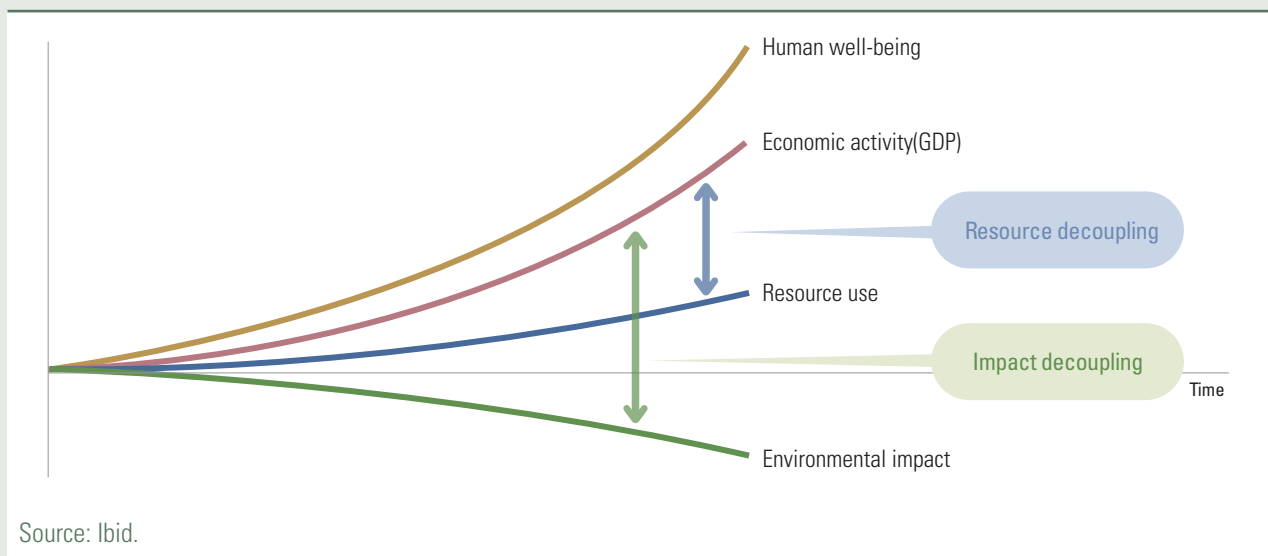 Human well-being
Economic activity(GDP)
Resource decoupling
Resource use
Impact decoupling
Time
Environmental impact
Source: Ibid.